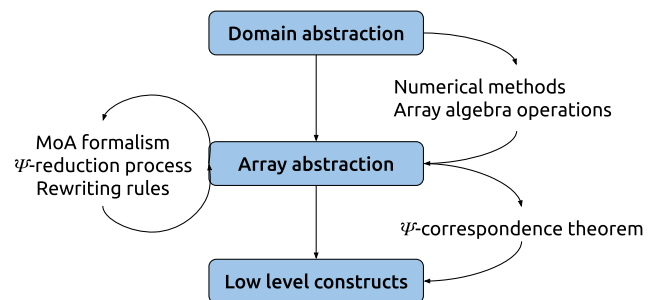 Domain abstraction
Numerical methods
Array algebra operations
MoA formalism
Ψ-reduction process
Rewriting rules
Array abstraction
Ψ-correspondence theorem
Low level constructs